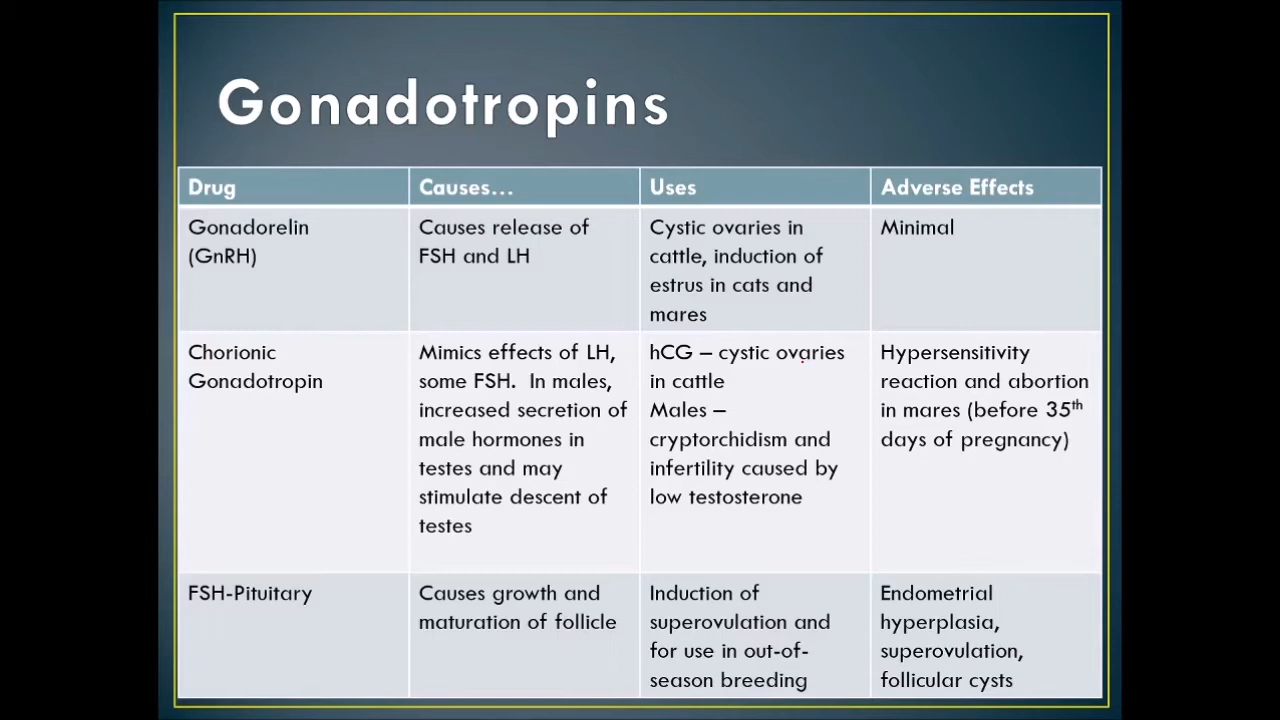 Gonadotropins
Drug
Causes...
Uses
Adverse Effects
Gonadorelin
(GnRH)
Causes release of
FSH and LH
Cystic ovaries in
cattle, induction of
estrus in cats and
mares
Minimal
Chorionic
Gonadotropin
Mimics effects of LH,
some FSH. In males,
increased secretion of
male hormones in
testes and may
stimulate descent of
testes
hCG – cystic ovaries
in cattle
Males –
cryptorchidism and
infertility caused by
low testosterone
Hypersensitivity
reaction and abortion
in mares (before 35th
days of pregnancy)
FSH-Pituitary
Causes growth and
maturation of follicle
Induction of
superovulation and
for use in out-of-
season breeding
Endometrial
hyperplasia,
superovulation,
follicular cysts